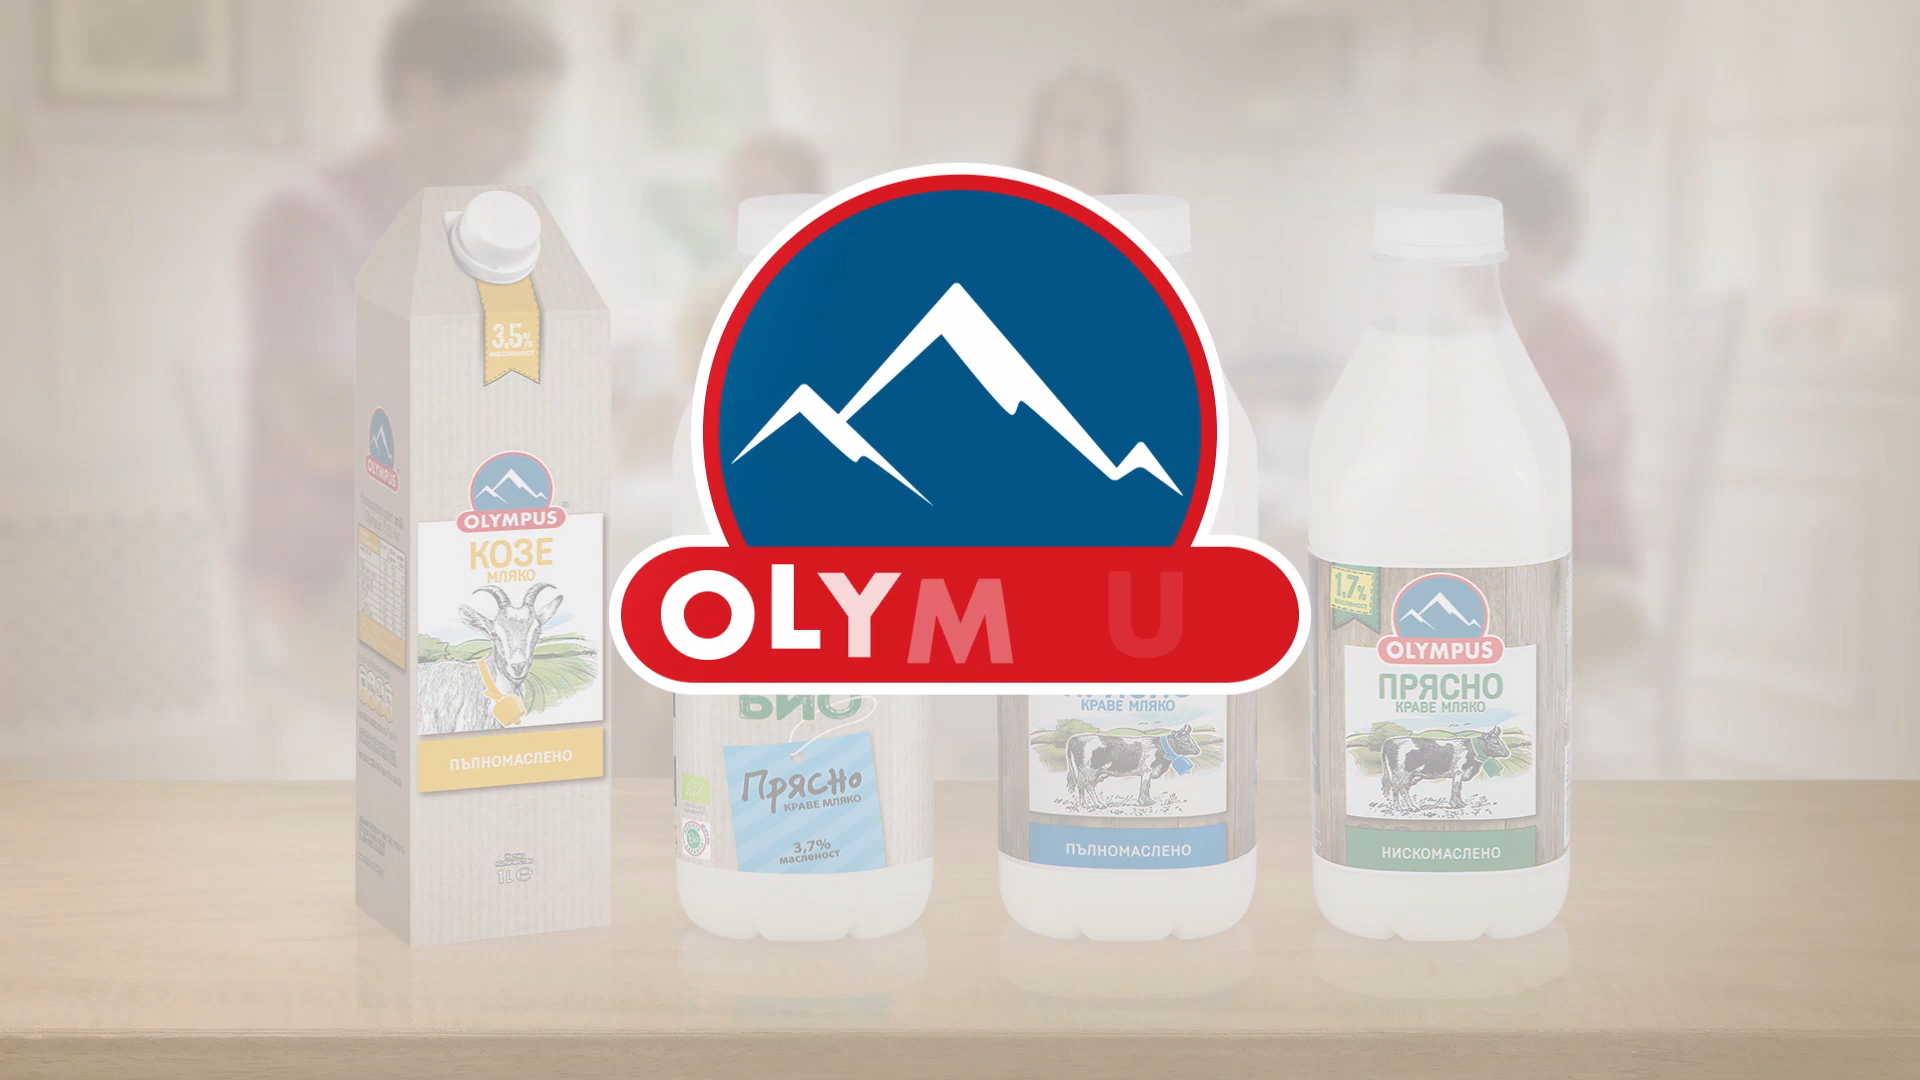 OLYM U
3,5%
масленост
OLYMPUS
OLYMPUS
КОЗЕ
МЛЯКО
ПЪЛНОМАСЛЕНО
1L e
БИО
Прясно
КРАВЕ МЛЯКО
3,7%
масленост
КРАВЕ МЛЯКО
ПЪЛНОМАСЛЕНО
1,7%
масленост
OLYMPUS
ПРЯСНО
КРАВЕ МЛЯКО
НИСКОМАСЛЕНО